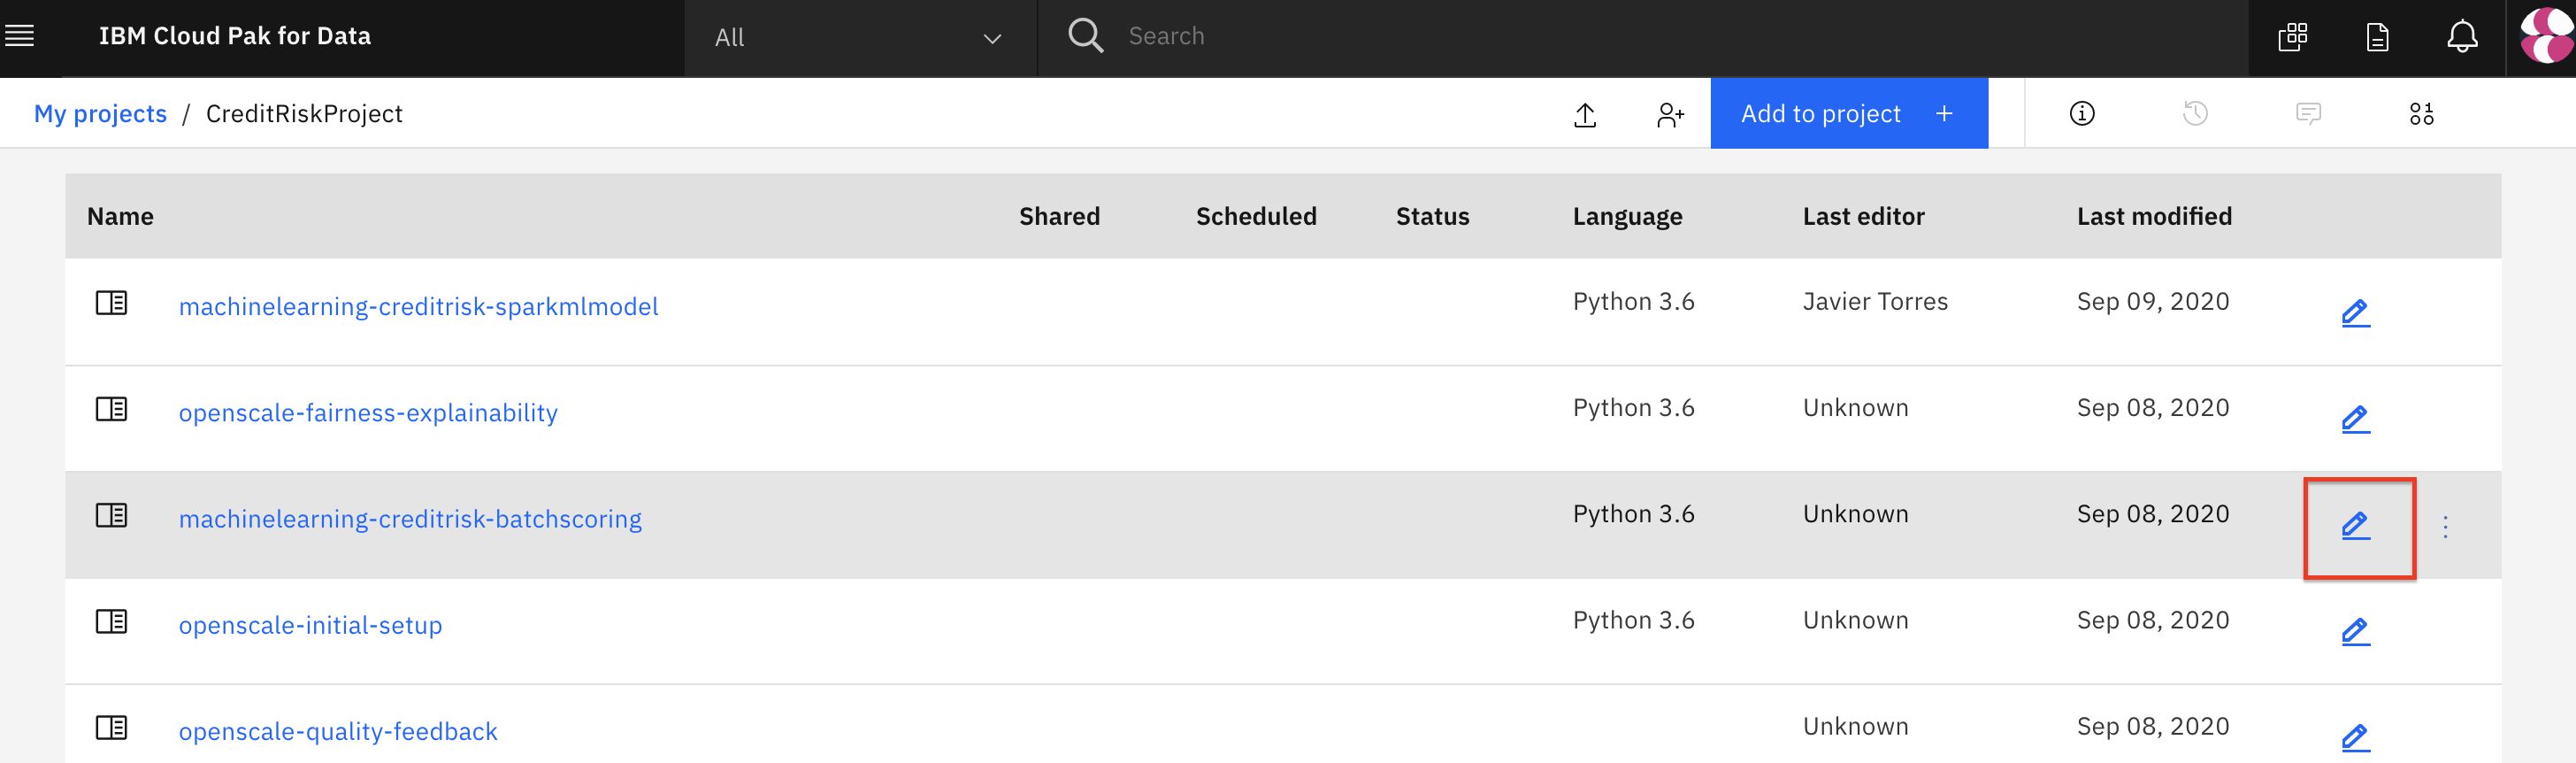 IBM Cloud Pak for Data All Search
My projects / CreditRiskProject Add to project +
Name Shared Scheduled Status Language Last editor Last modified
machinelearning-creditrisk-sparkmlmodel Python 3.6 Javier Torres Sep 09, 2020
openscale-fairness-explainability Python 3.6 Unknown Sep 08, 2020
machinelearning-creditrisk-batchscoring Python 3.6 Unknown Sep 08, 2020
openscale-initial-setup Python 3.6 Unknown Sep 08, 2020
openscale-quality-feedback Unknown Sep 08, 2020